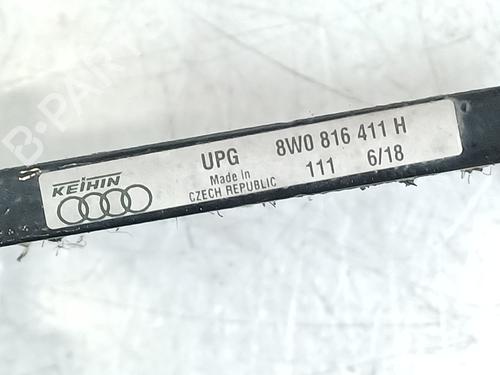 KEIHIN
UPG 8W0 816 411 H
Made in
CZECH REPUBLIC
111 6/18
B-PARTS